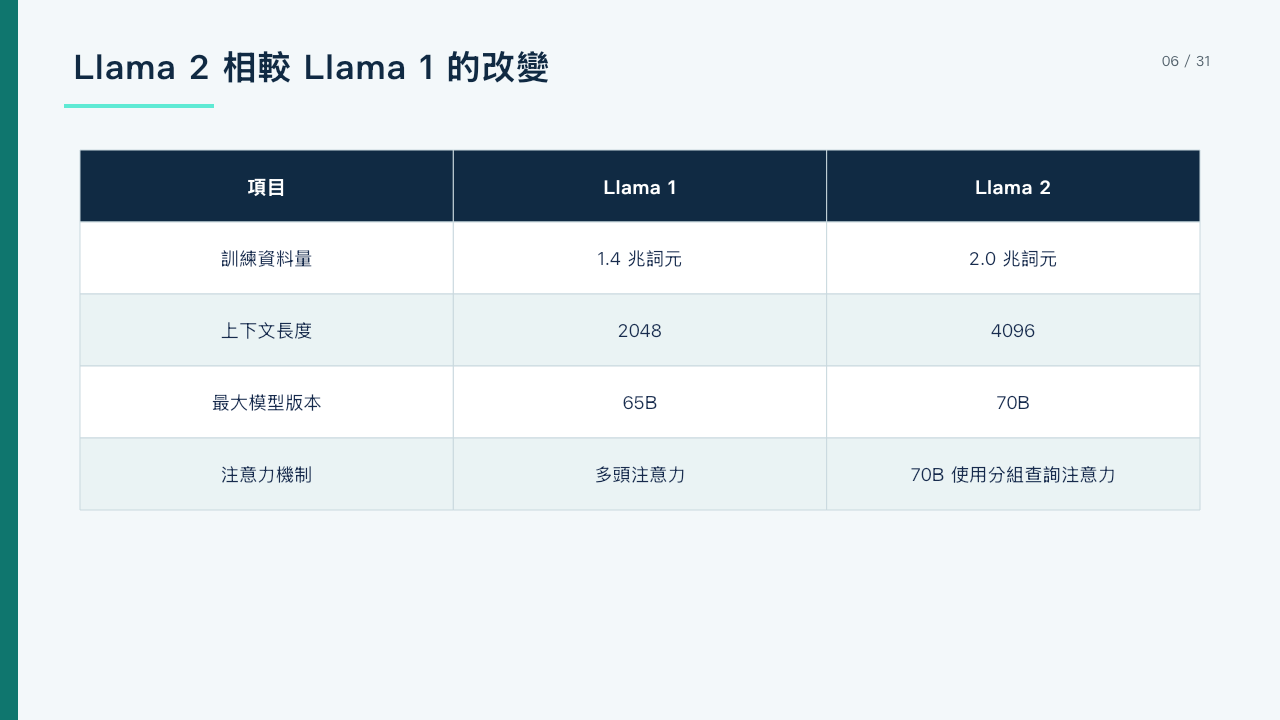 Llama 2 相較 Llama 1 的改變
06 / 31
項目 Llama 1 Llama 2
訓練資料量 1.4 兆詞元 2.0 兆詞元
上下文長度 2048 4096
最大模型版本 65B 70B
注意力機制 多頭注意力 70B 使用分組查詢注意力